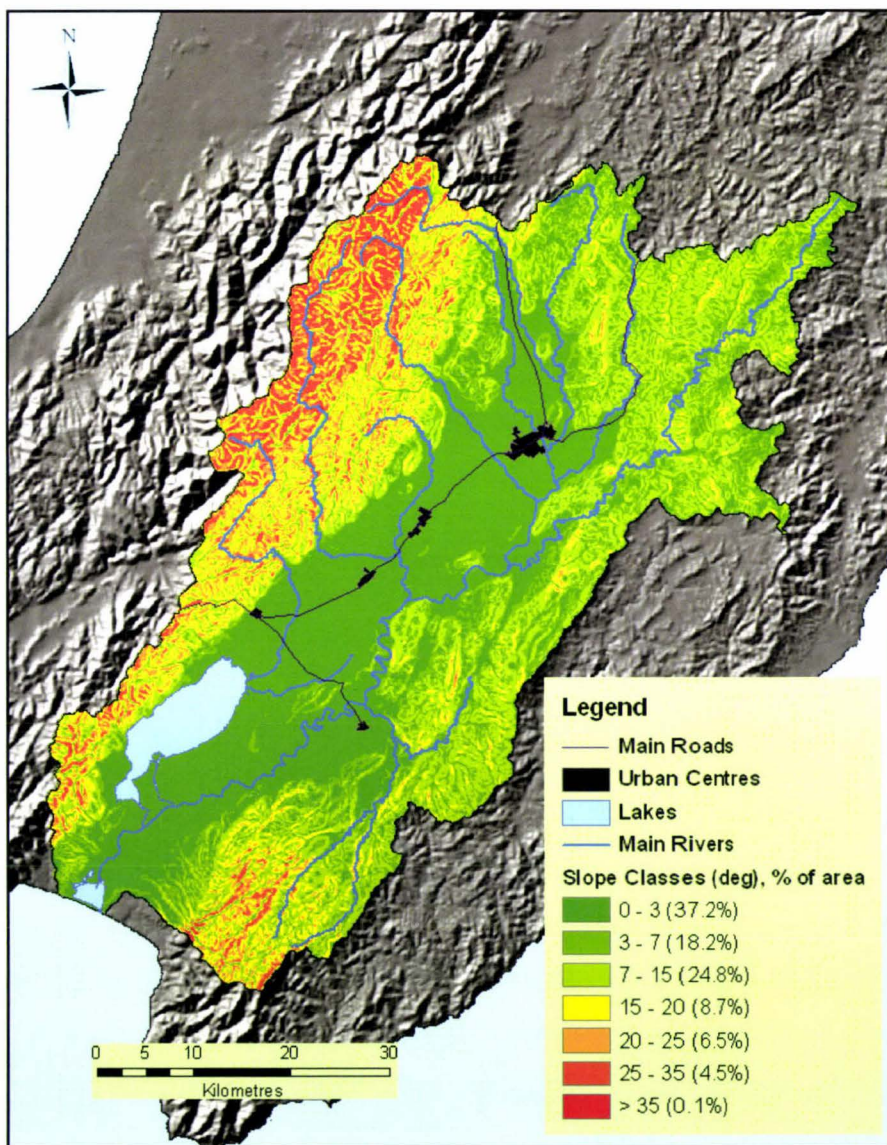 N
Legend
Main Roads
Urban Centres
Lakes
Main Rivers
Slope Classes (deg), % of area
0 - 3 (37.2%)
3 - 7 (18.2%)
7 - 15 (24.8%)
15 - 20 (8.7%)
20 - 25 (6.5%)
25 - 35 (4.5%)
> 35 (0.1%)
0 5 10 20 30
Kilometres